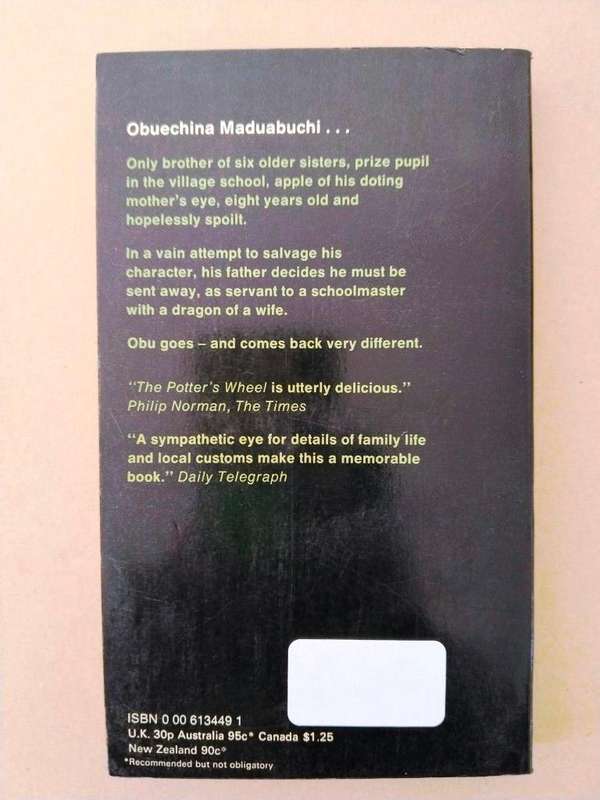 Obuechina Maduabuchi . . .
Only brother of six older sisters, prize pupil
in the village school, apple of his doting
mother's eye, eight years old and
hopelessly spoilt.
In a vain attempt to salvage his
character, his father decides he must be
sent away, as servant to a schoolmaster
with a dragon of a wife.
Obu goes – and comes back very different.
“The Potter's Wheel is utterly delicious.”
Philip Norman, The Times
“A sympathetic eye for details of family life
and local customs make this a memorable
book.” Daily Telegraph
ISBN 0 00 613449 1
U.K. 30p Australia 95c* Canada $1.25
New Zealand 90c*
*Recommended but not obligatory